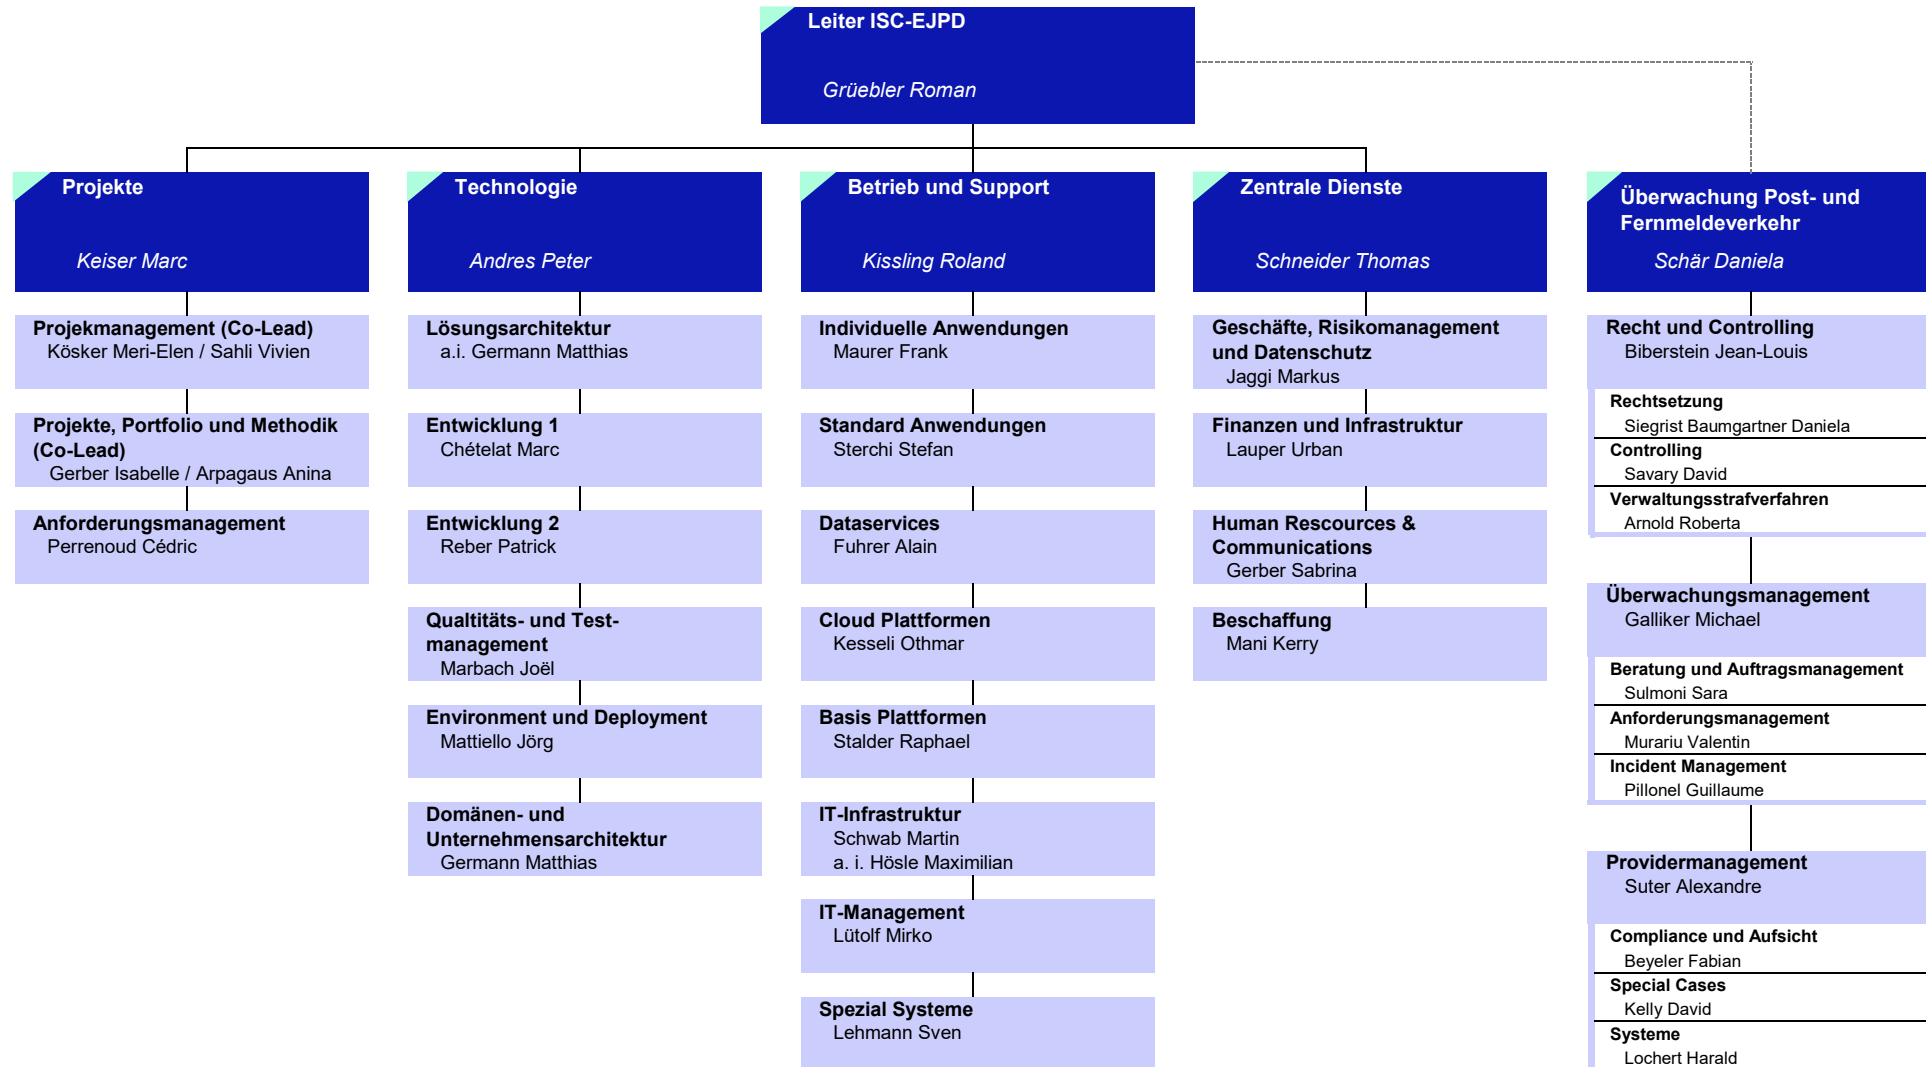 Leiter ISC-EJPD
Grüebler Roman
Projekte
Keiser Marc
Projekmanagement (Co-Lead)
Kösker Meri-Elen / Sahli Vivien
Projekte, Portfolio und Methodik
(Co-Lead)
Gerber Isabelle / Arpagaus Anina
Anforderungsmanagement
Perrenoud Cédric
Technologie
Andres Peter
Lösungsarchitektur
a.i. Germann Matthias
Entwicklung 1
Chételat Marc
Entwicklung 2
Reber Patrick
Qualtitäts- und Test-
management
Marbach Joël
Environment und Deployment
Mattiello Jörg
Domänen- und
Unternehmensarchitektur
Germann Matthias
Betrieb und Support
Kissling Roland
Individuelle Anwendungen
Maurer Frank
Standard Anwendungen
Sterchi Stefan
Dataservices
Fuhrer Alain
Cloud Plattformen
Kesseli Othmar
Basis Plattformen
Stalder Raphael
IT-Infrastruktur
Schwab Martin
a. i. Hösle Maximilian
IT-Management
Lütolf Mirko
Spezial Systeme
Lehmann Sven
Zentrale Dienste
Schneider Thomas
Geschäfte, Risikomanagement
und Datenschutz
Jaggi Markus
Finanzen und Infrastruktur
Lauper Urban
Human Rescources &
Communications
Gerber Sabrina
Beschaffung
Mani Kerry
Überwachung Post- und
Fernmeldeverkehr
Schär Daniela
Recht und Controlling
Biberstein Jean-Louis
Rechtsetzung
Siegrist Baumgartner Daniela
Controlling
Savary David
Verwaltungsstrafverfahren
Arnold Roberta
Überwachungsmanagement
Galliker Michael
Beratung und Auftragsmanagement
Sulmoni Sara
Anforderungsmanagement
Murariu Valentin
Incident Management
Pillonel Guillaume
Providermanagement
Suter Alexandre
Compliance und Aufsicht
Beyeler Fabian
Special Cases
Kelly David
Systeme
Lochert Harald